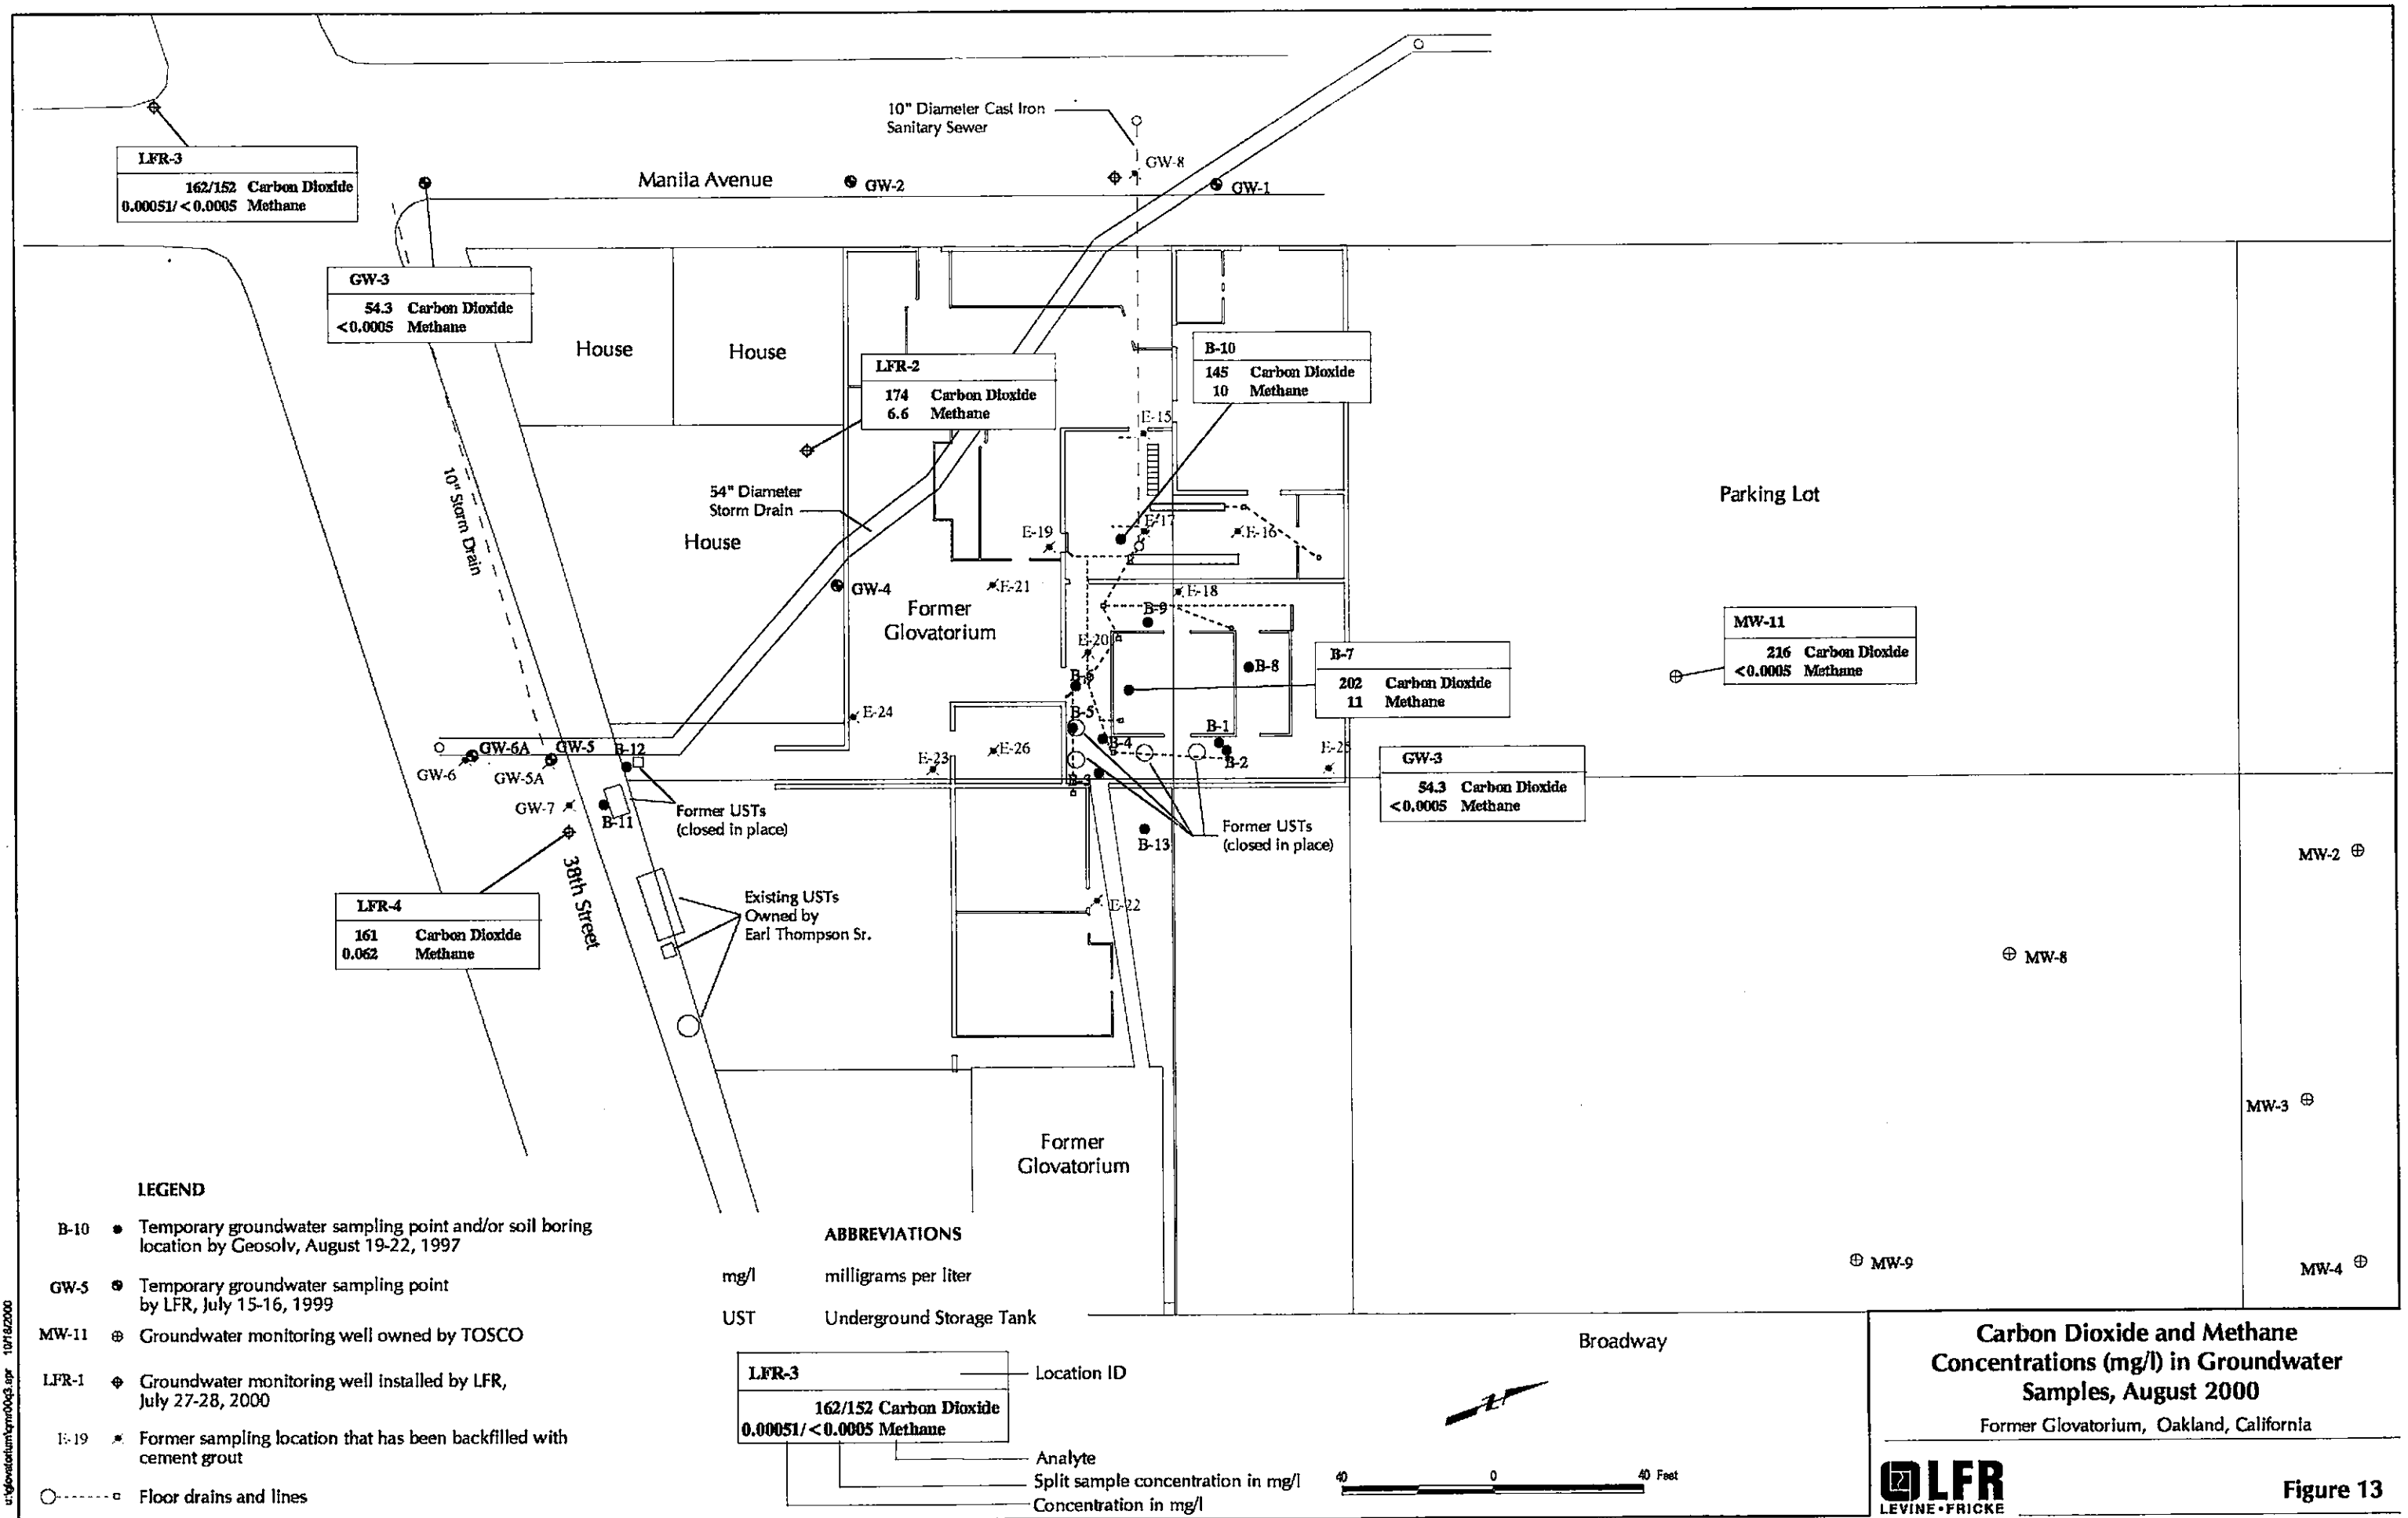 10" Diameter Cast Iron
Sanitary Sewer
GW-8
LFR-3
162/152 Carbon Dioxide
0.00051/<0.0005 Methane
Manila Avenue
GW-2
GW-1
GW-3
54.3 Carbon Dioxide
<0.0005 Methane
House
House
B-10
145 Carbon Dioxide
10 Methane
LFR-2
174 Carbon Dioxide
6.6 Methane
E-15
10" Storm Drain
54" Diameter
Storm Drain
Parking Lot
House
E-19
E-17
E-16
GW-4
E-21
E-18
Former
Glovatorium
B-9
E-20
MW-11
216 Carbon Dioxide
<0.0005 Methane
B-8
B-7
202 Carbon Dioxide
11 Methane
B-6
E-24
B-5
B-1
B-4
B-2
E-25
GW-6A
GW-5
B-12
E-26
E-23
GW-6
GW-5A
B-3
GW-3
54.3 Carbon Dioxide
<0.0005 Methane
GW-7
B-11
Former USTs
(closed in place)
B-13
Former USTs
(closed in place)
MW-2
38th Street
LFR-4
161 Carbon Dioxide
0.062 Methane
Existing USTs
Owned by
Earl Thompson Sr.
E-22
MW-8
MW-3
Former
Glovatorium
MW-9
MW-4
LEGEND
B-10 Temporary groundwater sampling point and/or soil boring
location by Geosolv, August 19-22, 1997
GW-5 Temporary groundwater sampling point
by LFR, July 15-16, 1999
MW-11 Groundwater monitoring well owned by TOSCO
LFR-1 Groundwater monitoring well installed by LFR,
July 27-28, 2000
E-19 Former sampling location that has been backfilled with
cement grout
Floor drains and lines
ABBREVIATIONS
mg/l milligrams per liter
UST Underground Storage Tank
LFR-3
162/152 Carbon Dioxide
0.00051/<0.0005 Methane
Location ID
Analyte
Split sample concentration in mg/l
Concentration in mg/l
Broadway
40 0 40 Feet
Carbon Dioxide and Methane
Concentrations (mg/l) in Groundwater
Samples, August 2000
Former Glovatorium, Oakland, California
LFR
LEVINE•FRICKE
Figure 13
10/18/2000